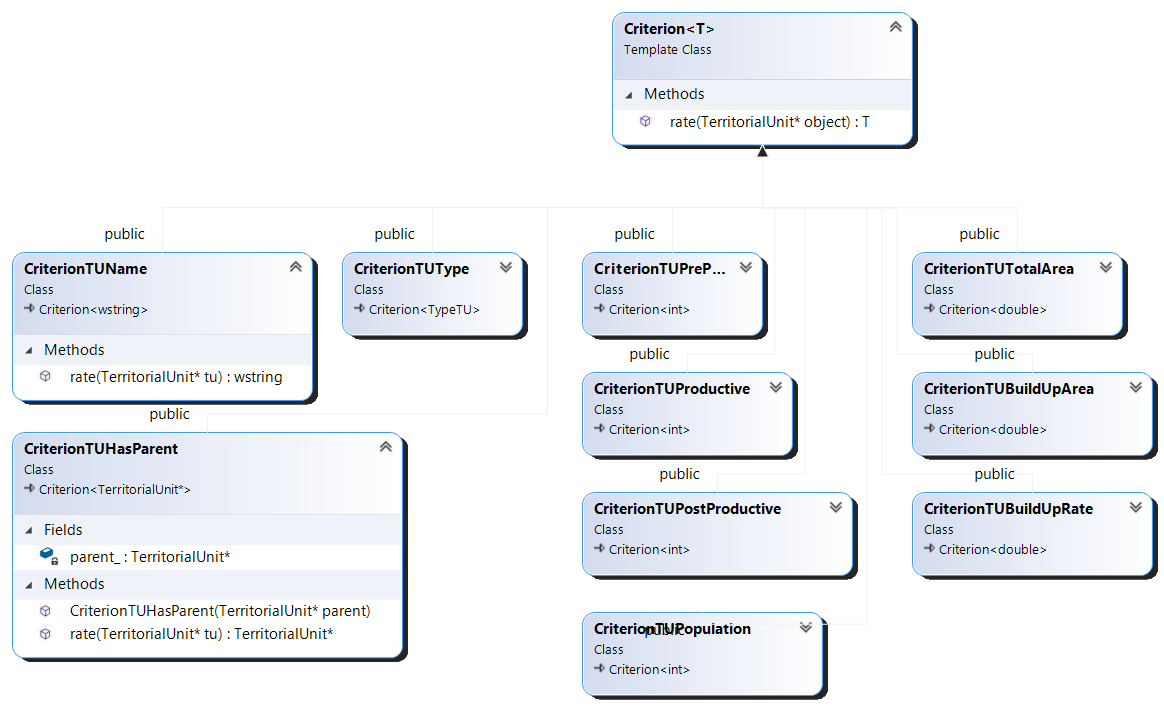 Criterion<T>
Template Class
Methods
rate(TerritorialUnit* object) : T
public
CriterionTUName
Class
Criterion<wstring>
Methods
rate(TerritorialUnit* tu) : wstring
public
CriterionTUType
Class
Criterion<TypeTU>
public
CriterionTUPreP...
Class
Criterion<int>
public
CriterionTUTotalArea
Class
Criterion<double>
public
CriterionTUProductive
Class
Criterion<int>
public
CriterionTUBuildUpArea
Class
Criterion<double>
public
CriterionTUHasParent
Class
Criterion<TerritorialUnit*>
Fields
parent_ : TerritorialUnit*
Methods
CriterionTUHasParent(TerritorialUnit* parent)
rate(TerritorialUnit* tu) : TerritorialUnit*
public
CriterionTUPostProductive
Class
Criterion<int>
public
CriterionTUBuildUpRate
Class
Criterion<double>
public
CriterionTUPopulation
Class
Criterion<int>